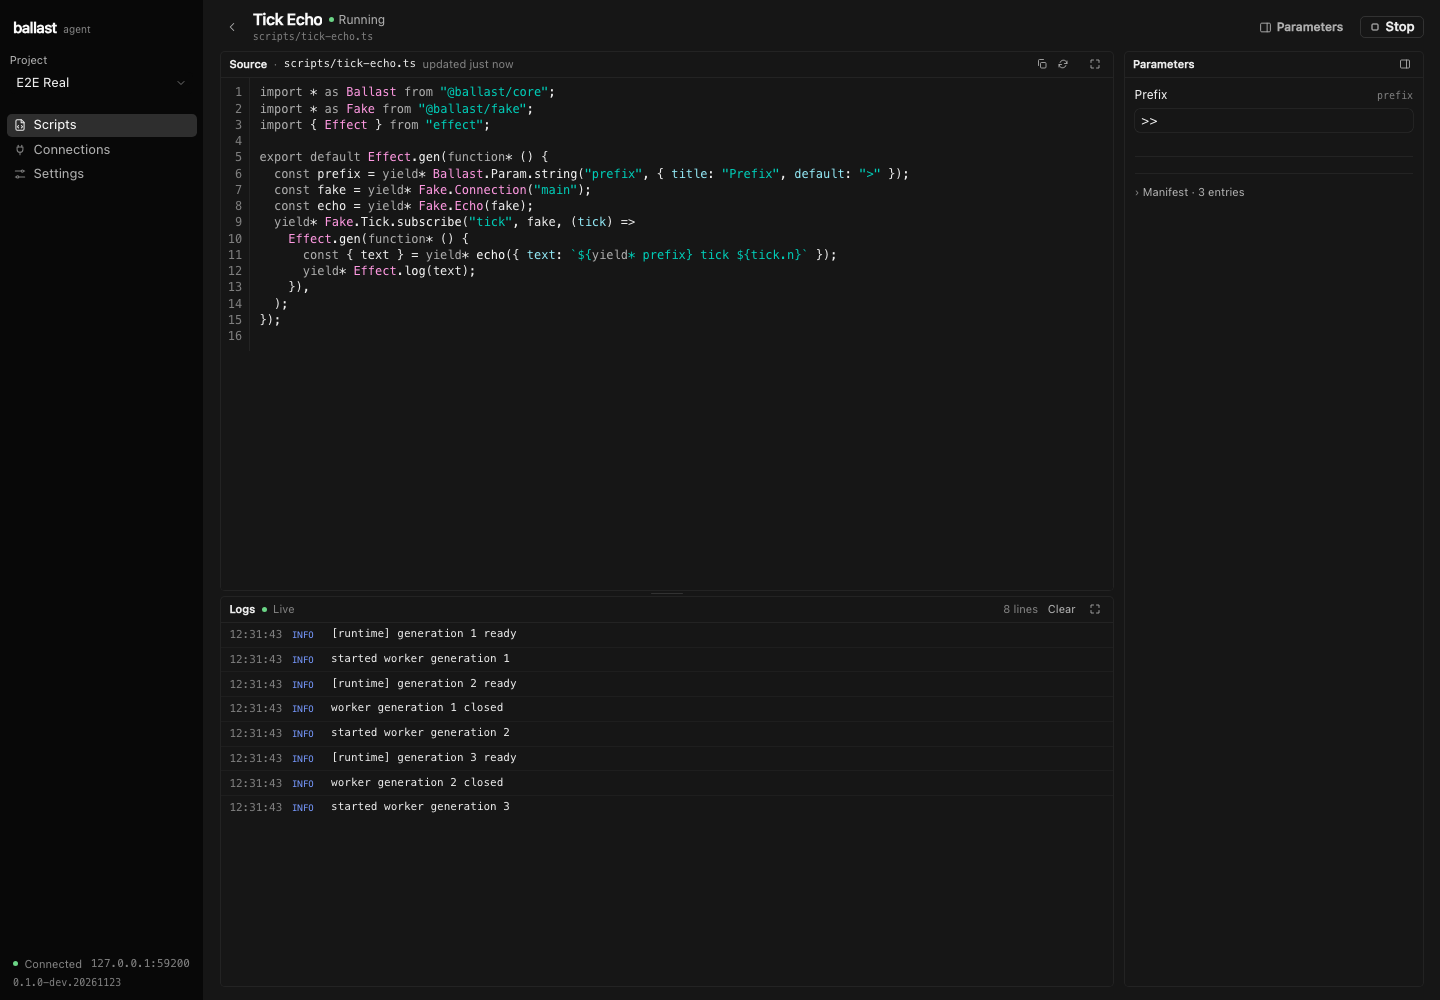 ballast agent
Project
E2E Real
Scripts
Connections
Settings
Connected 127.0.0.1:59200
0.1.0-dev.20261123
Tick Echo Running
scripts/tick-echo.ts
Parameters
Stop
Source · scripts/tick-echo.ts updated just now
1 import * as Ballast from "@ballast/core";
2 import * as Fake from "@ballast/fake";
3 import { Effect } from "effect";
4
5 export default Effect.gen(function* () {
6   const prefix = yield* Ballast.Param.string("prefix", { title: "Prefix", default: ">" });
7   const fake = yield* Fake.Connection("main");
8   const echo = yield* Fake.Echo(fake);
9   yield* Fake.Tick.subscribe("tick", fake, (tick) =>
10     Effect.gen(function* () {
11       const { text } = yield* echo({ text: `${yield* prefix} tick ${tick.n}` });
12       yield* Effect.log(text);
13     }),
14   );
15 });
16
Logs Live
8 lines Clear
12:31:43 INFO [runtime] generation 1 ready
12:31:43 INFO started worker generation 1
12:31:43 INFO [runtime] generation 2 ready
12:31:43 INFO worker generation 1 closed
12:31:43 INFO started worker generation 2
12:31:43 INFO [runtime] generation 3 ready
12:31:43 INFO worker generation 2 closed
12:31:43 INFO started worker generation 3
Parameters
Prefix prefix
>>
› Manifest · 3 entries